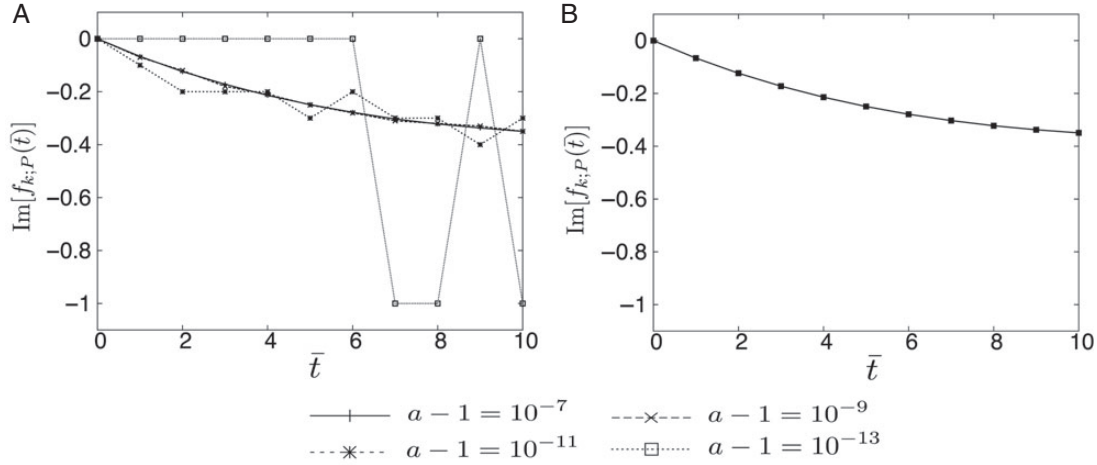 A
B
0
−0.2
−0.4
−0.6
−0.8
−1
Im[f_{k;P}(t̄)]
0 2 4 6 8 10
t̄
0
−0.2
−0.4
−0.6
−0.8
−1
Im[f_{k;P}(t̄)]
0 2 4 6 8 10
t̄
a − 1 = 10⁻⁷
a − 1 = 10⁻⁹
a − 1 = 10⁻¹¹
a − 1 = 10⁻¹³